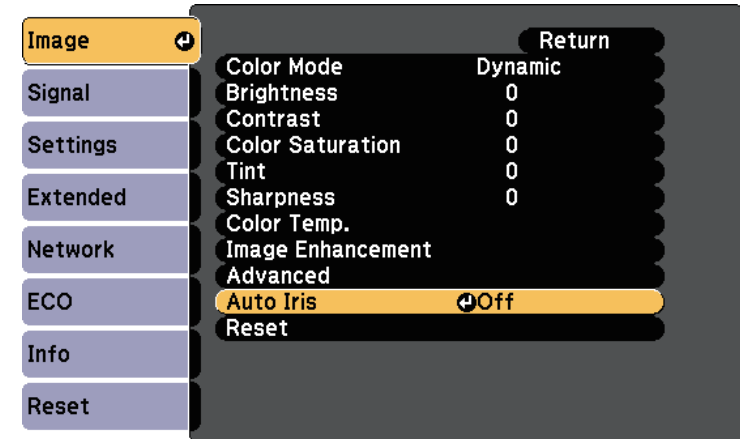 Image
Signal
Settings
Extended
Network
ECO
Info
Reset
Return
Color Mode Dynamic
Brightness 0
Contrast 0
Color Saturation 0
Tint 0
Sharpness 0
Color Temp.
Image Enhancement
Advanced
Auto Iris Off
Reset